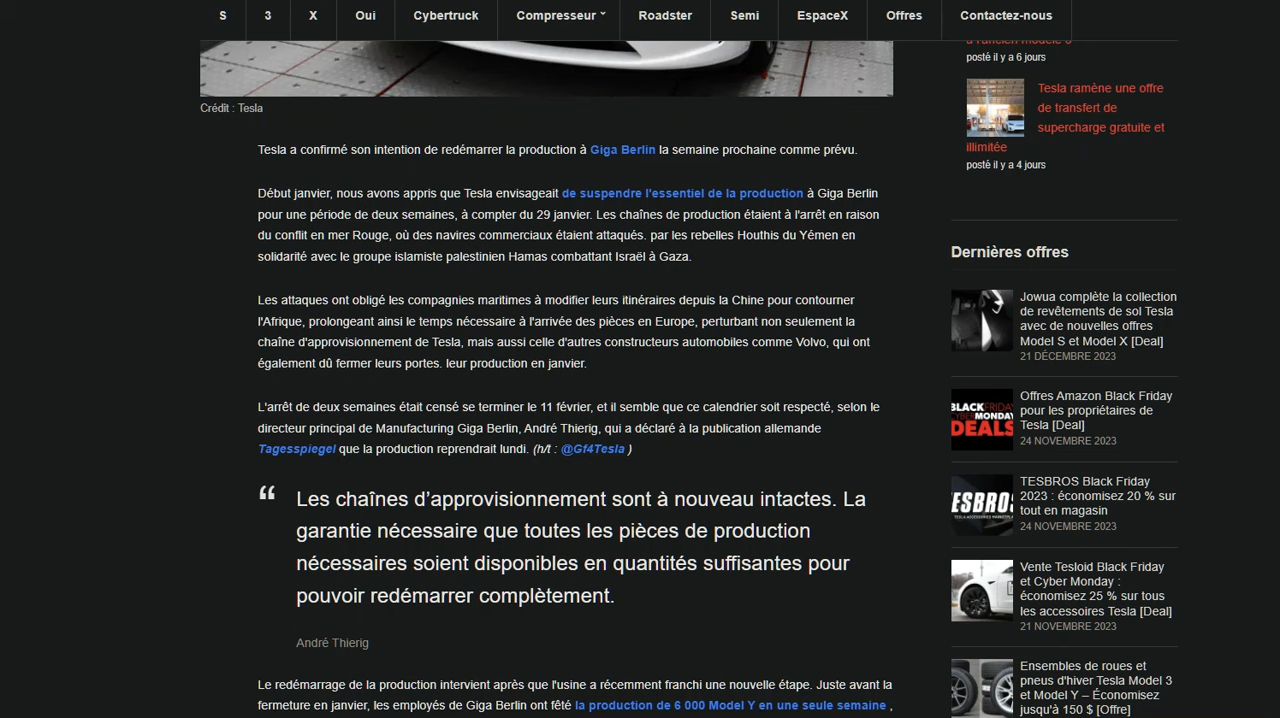 S 3 X Oui Cybertruck Compresseur Roadster Semi EspaceX Offres Contactez-nous
Crédit : Tesla
Tesla a confirmé son intention de redémarrer la production à Giga Berlin la semaine prochaine comme prévu.
Début janvier, nous avons appris que Tesla envisageait de suspendre l'essentiel de la production à Giga Berlin
pour une période de deux semaines, à compter du 29 janvier. Les chaînes de production étaient à l'arrêt en raison
du conflit en mer Rouge, où des navires commerciaux étaient attaqués. par les rebelles Houthis du Yémen en
solidarité avec le groupe islamiste palestinien Hamas combattant Israël à Gaza.
Les attaques ont obligé les compagnies maritimes à modifier leurs itinéraires depuis la Chine pour contourner
l'Afrique, prolongeant ainsi le temps nécessaire à l'arrivée des pièces en Europe, perturbant non seulement la
chaîne d'approvisionnement de Tesla, mais aussi celle d'autres constructeurs automobiles comme Volvo, qui ont
également dû fermer leurs portes. leur production en janvier.
L'arrêt de deux semaines était censé se terminer le 11 février, et il semble que ce calendrier soit respecté, selon le
directeur principal de Manufacturing Giga Berlin, André Thierig, qui a déclaré à la publication allemande
Tagesspiegel que la production reprendrait lundi. (h/t : @Gf4Tesla )
“ Les chaînes d’approvisionnement sont à nouveau intactes. La
garantie nécessaire que toutes les pièces de production
nécessaires soient disponibles en quantités suffisantes pour
pouvoir redémarrer complètement.
André Thierig
Le redémarrage de la production intervient après que l'usine a récemment franchi une nouvelle étape. Juste avant la
fermeture en janvier, les employés de Giga Berlin ont fêté la production de 6 000 Model Y en une seule semaine ,
posté il y a 6 jours
Tesla ramène une offre
de transfert de
supercharge gratuite et
illimitée
posté il y a 4 jours
Dernières offres
Jowua complète la collection
de revêtements de sol Tesla
avec de nouvelles offres
Model S et Model X [Deal]
21 DÉCEMBRE 2023
BLACK FRIDAY
CYBER MONDAY
DEALS
Offres Amazon Black Friday
pour les propriétaires de
Tesla [Deal]
24 NOVEMBRE 2023
TESBROS Black Friday
2023 : économisez 20 % sur
tout en magasin
24 NOVEMBRE 2023
Vente Tesloid Black Friday
et Cyber Monday :
économisez 25 % sur tous
les accessoires Tesla [Deal]
21 NOVEMBRE 2023
Ensembles de roues et
pneus d'hiver Tesla Model 3
et Model Y – Économisez
jusqu'à 150 $ [Offre]